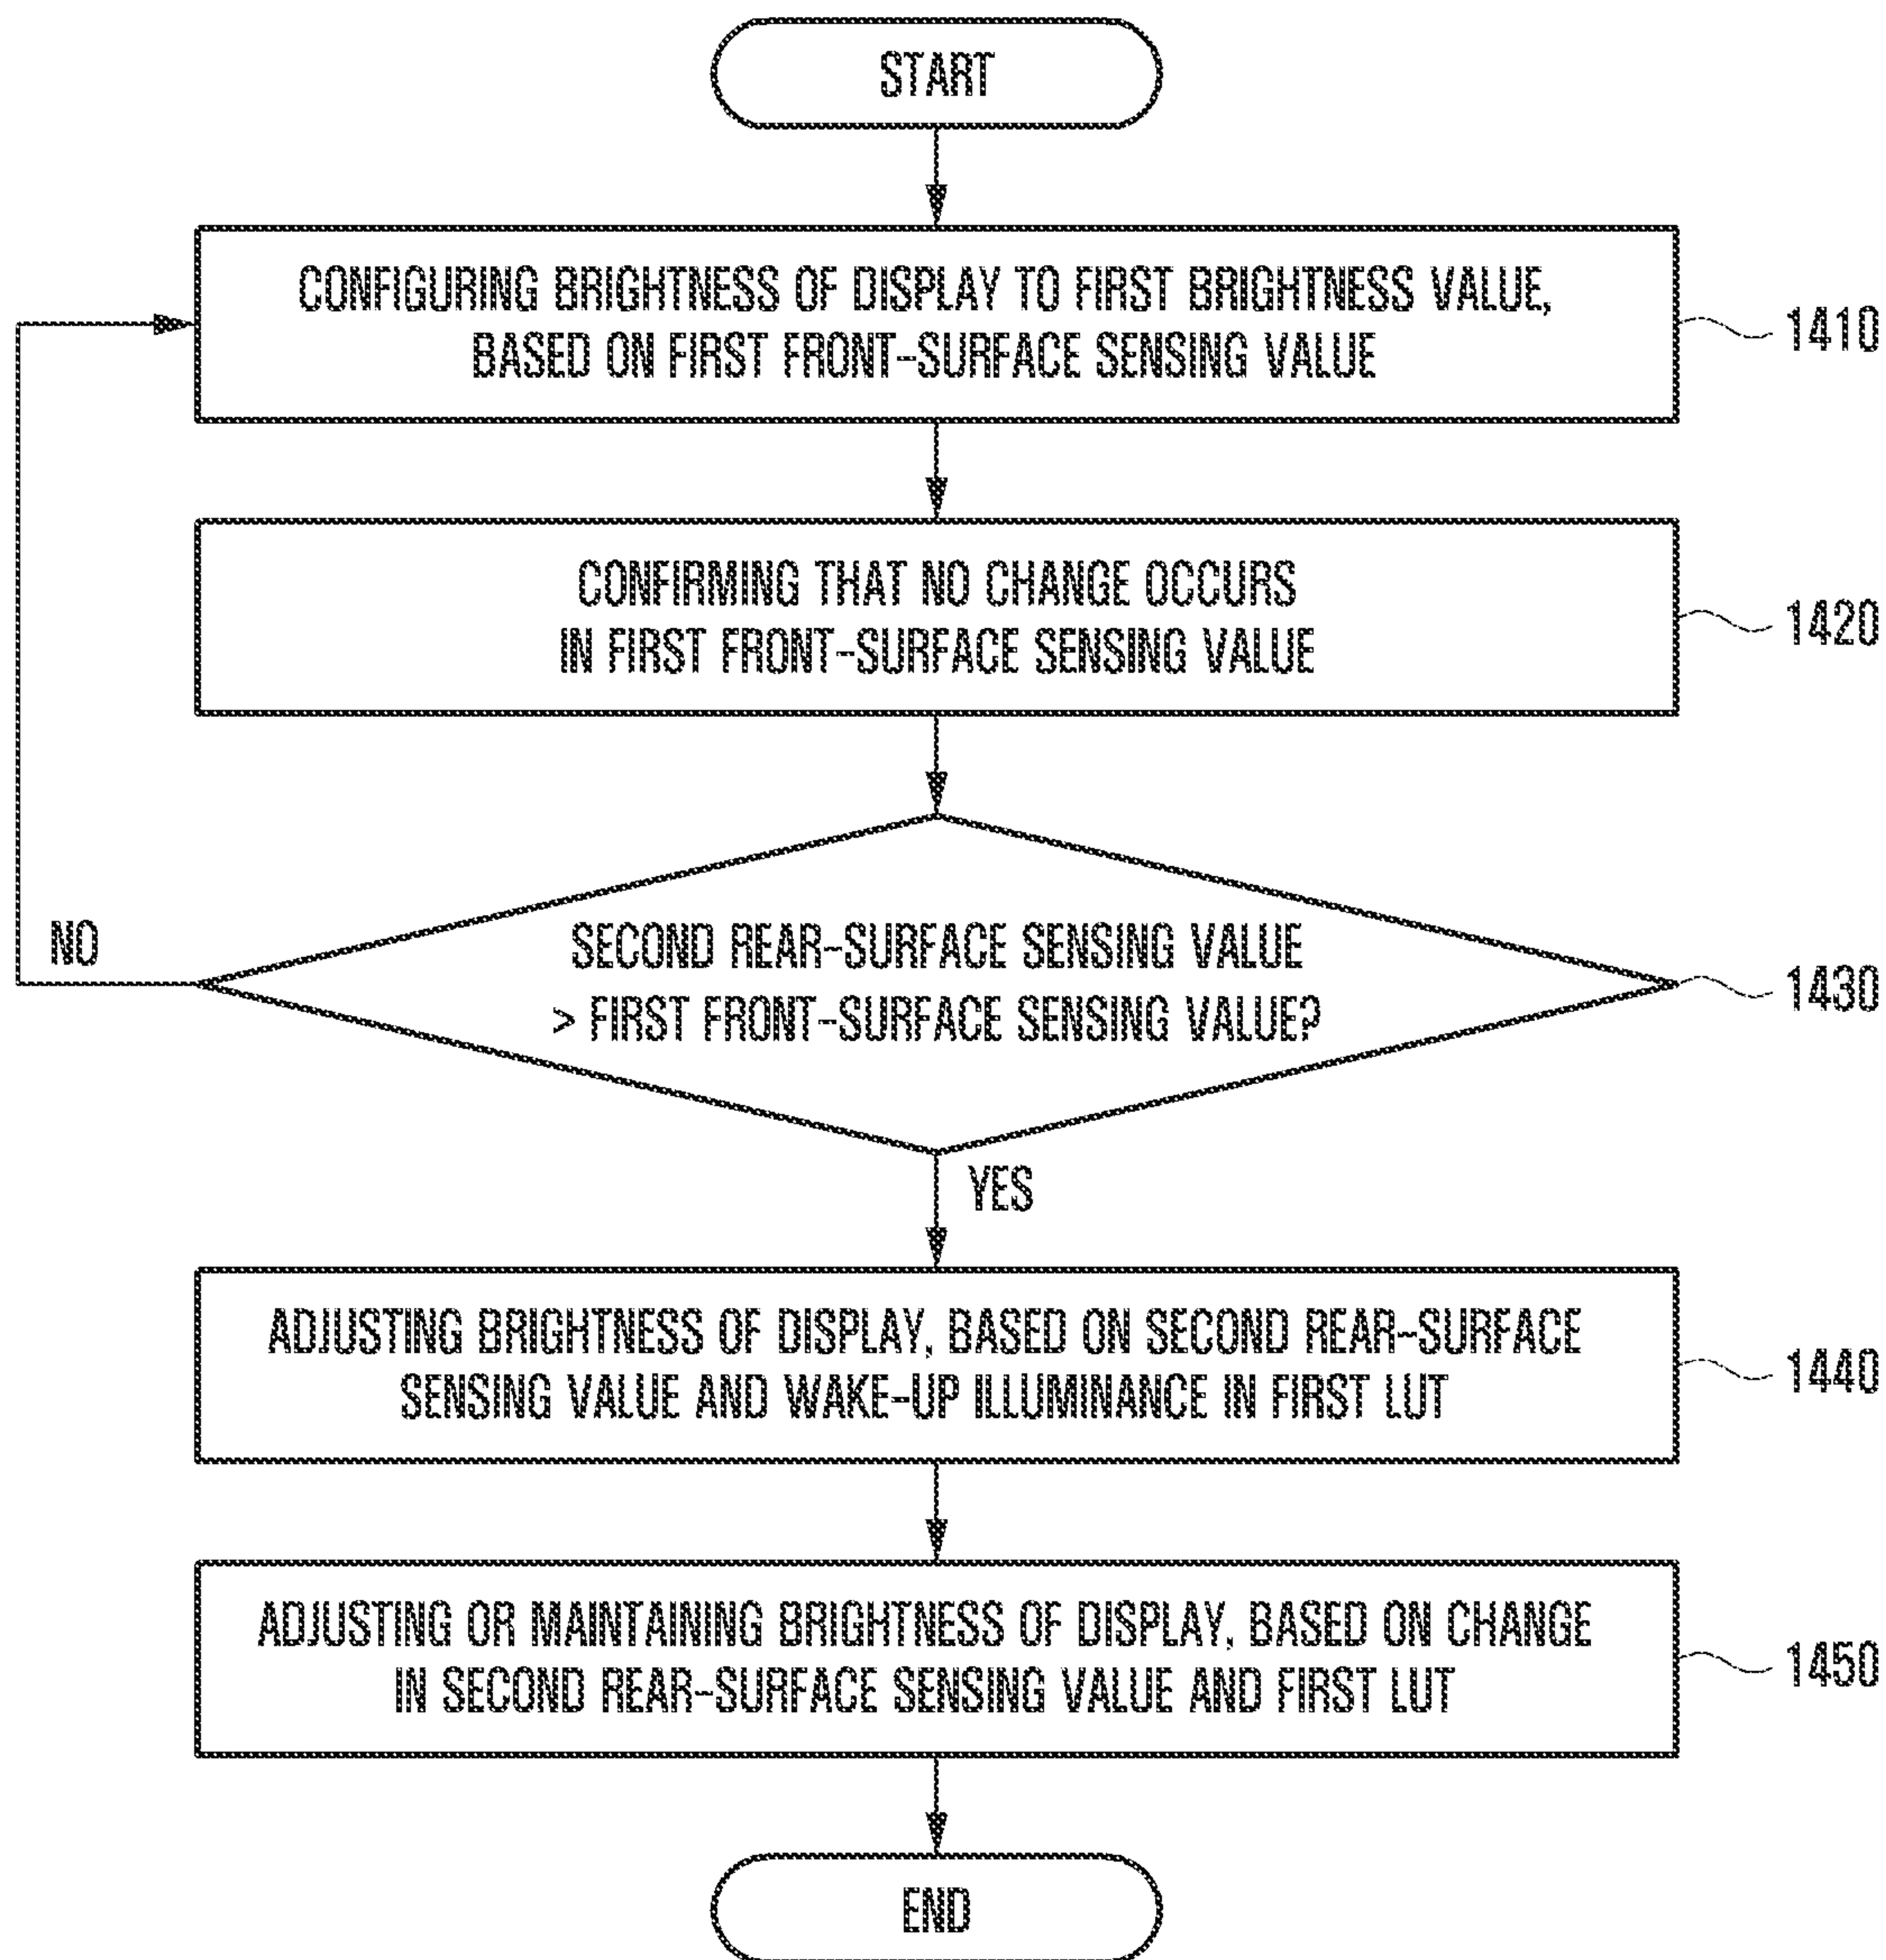 START
CONFIGURING BRIGHTNESS OF DISPLAY TO FIRST BRIGHTNESS VALUE,
BASED ON FIRST FRONT-SURFACE SENSING VALUE
1410
CONFIRMING THAT NO CHANGE OCCURS
IN FIRST FRONT-SURFACE SENSING VALUE
1420
NO
SECOND REAR-SURFACE SENSING VALUE
> FIRST FRONT-SURFACE SENSING VALUE?
1430
YES
ADJUSTING BRIGHTNESS OF DISPLAY, BASED ON SECOND REAR-SURFACE
SENSING VALUE AND WAKE-UP ILLUMINANCE IN FIRST LUT
1440
ADJUSTING OR MAINTAINING BRIGHTNESS OF DISPLAY, BASED ON CHANGE
IN SECOND REAR-SURFACE SENSING VALUE AND FIRST LUT
1450
END